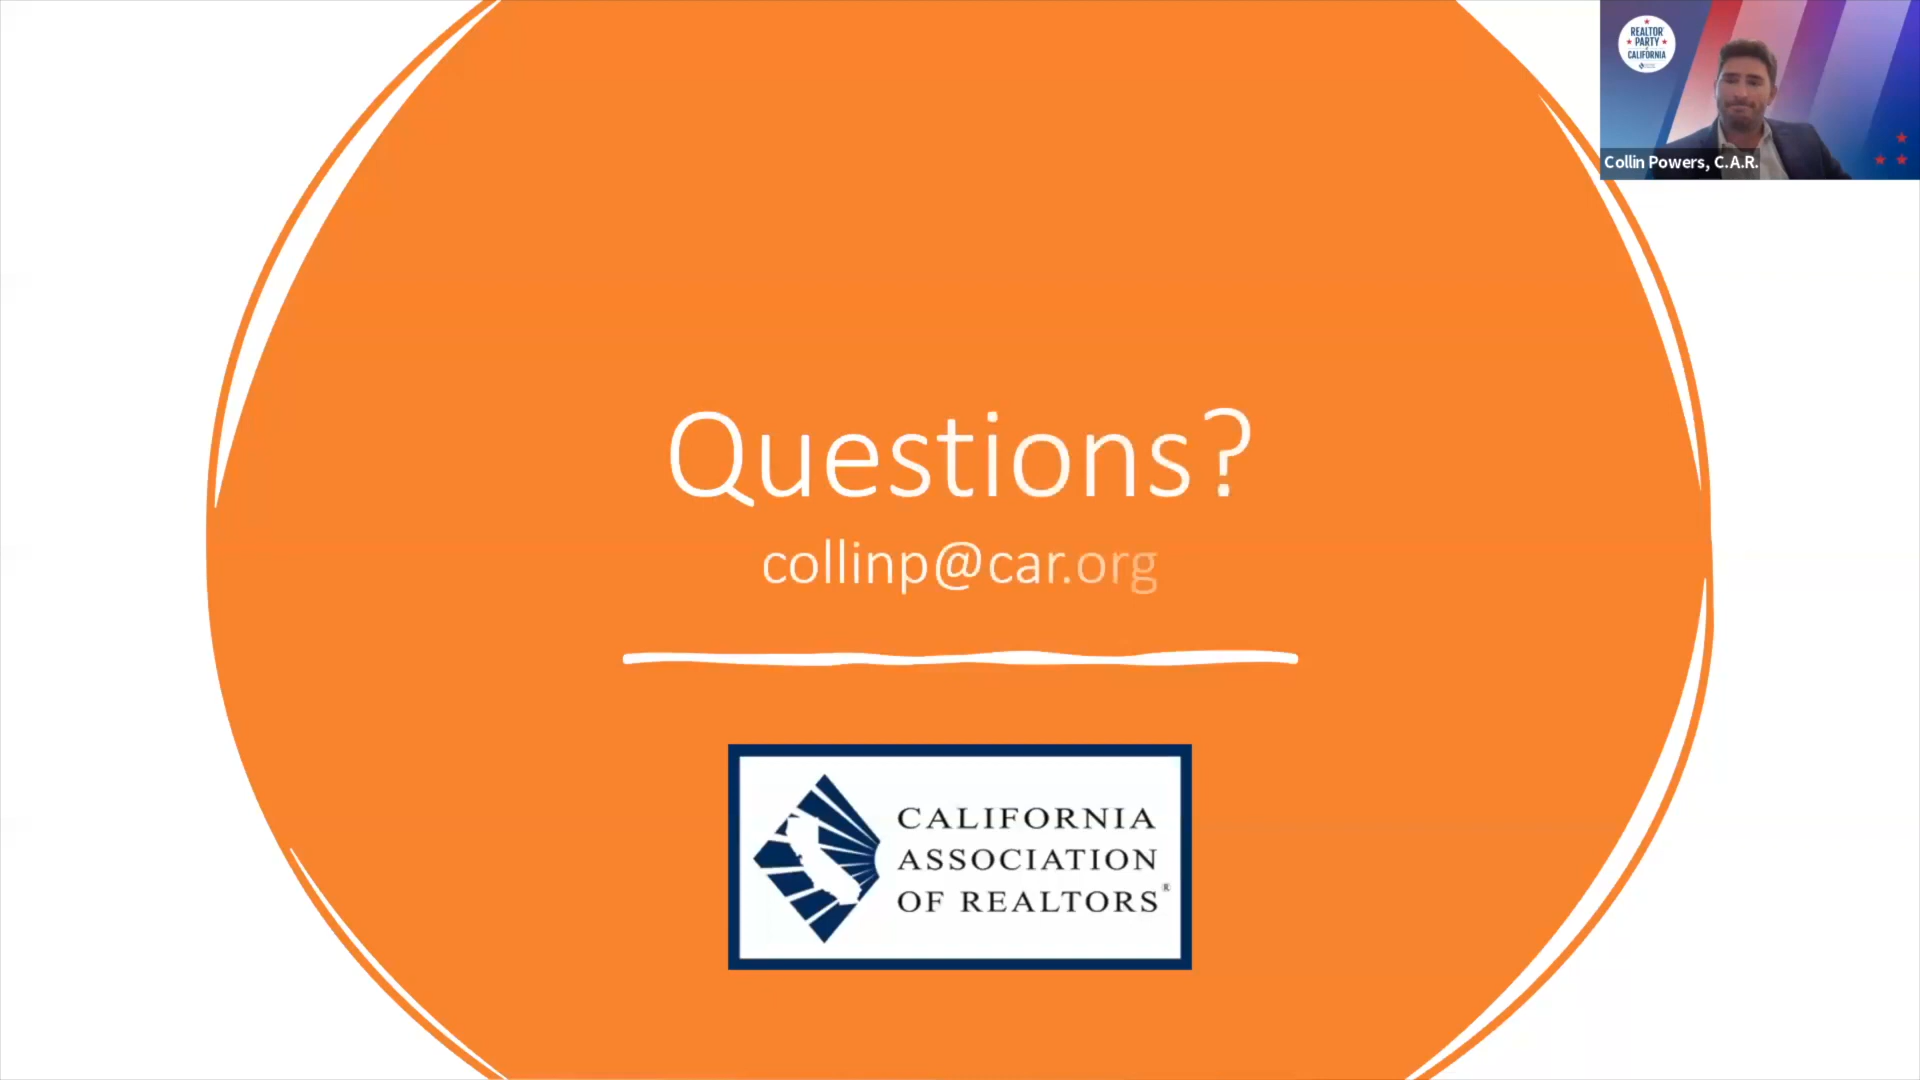 Questions?
collinp@car.org
CALIFORNIA
ASSOCIATION
OF REALTORS®
REALTOR
PARTY
CALIFORNIA
Collin Powers, C.A.R.